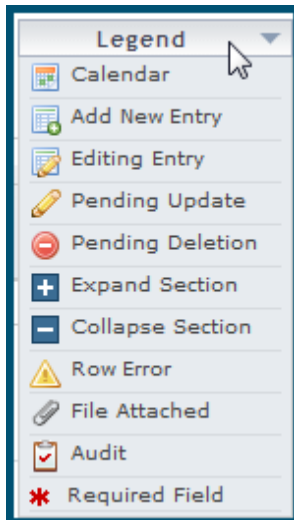 Legend
Calendar
Add New Entry
Editing Entry
Pending Update
Pending Deletion
Expand Section
Collapse Section
Row Error
File Attached
Audit
Required Field